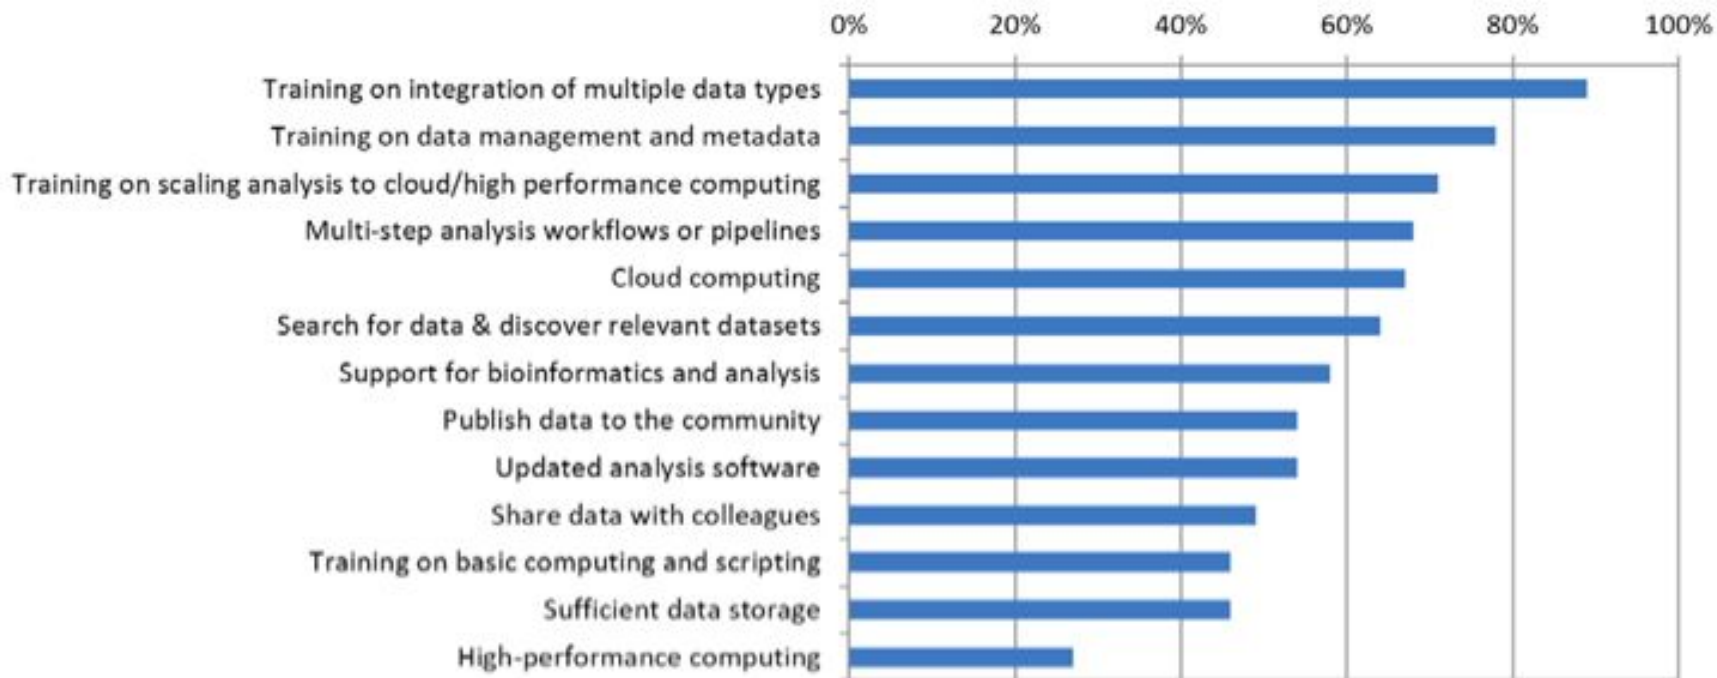 0% 20% 40% 60% 80% 100%
Training on integration of multiple data types
Training on data management and metadata
Training on scaling analysis to cloud/high performance computing
Multi-step analysis workflows or pipelines
Cloud computing
Search for data & discover relevant datasets
Support for bioinformatics and analysis
Publish data to the community
Updated analysis software
Share data with colleagues
Training on basic computing and scripting
Sufficient data storage
High-performance computing